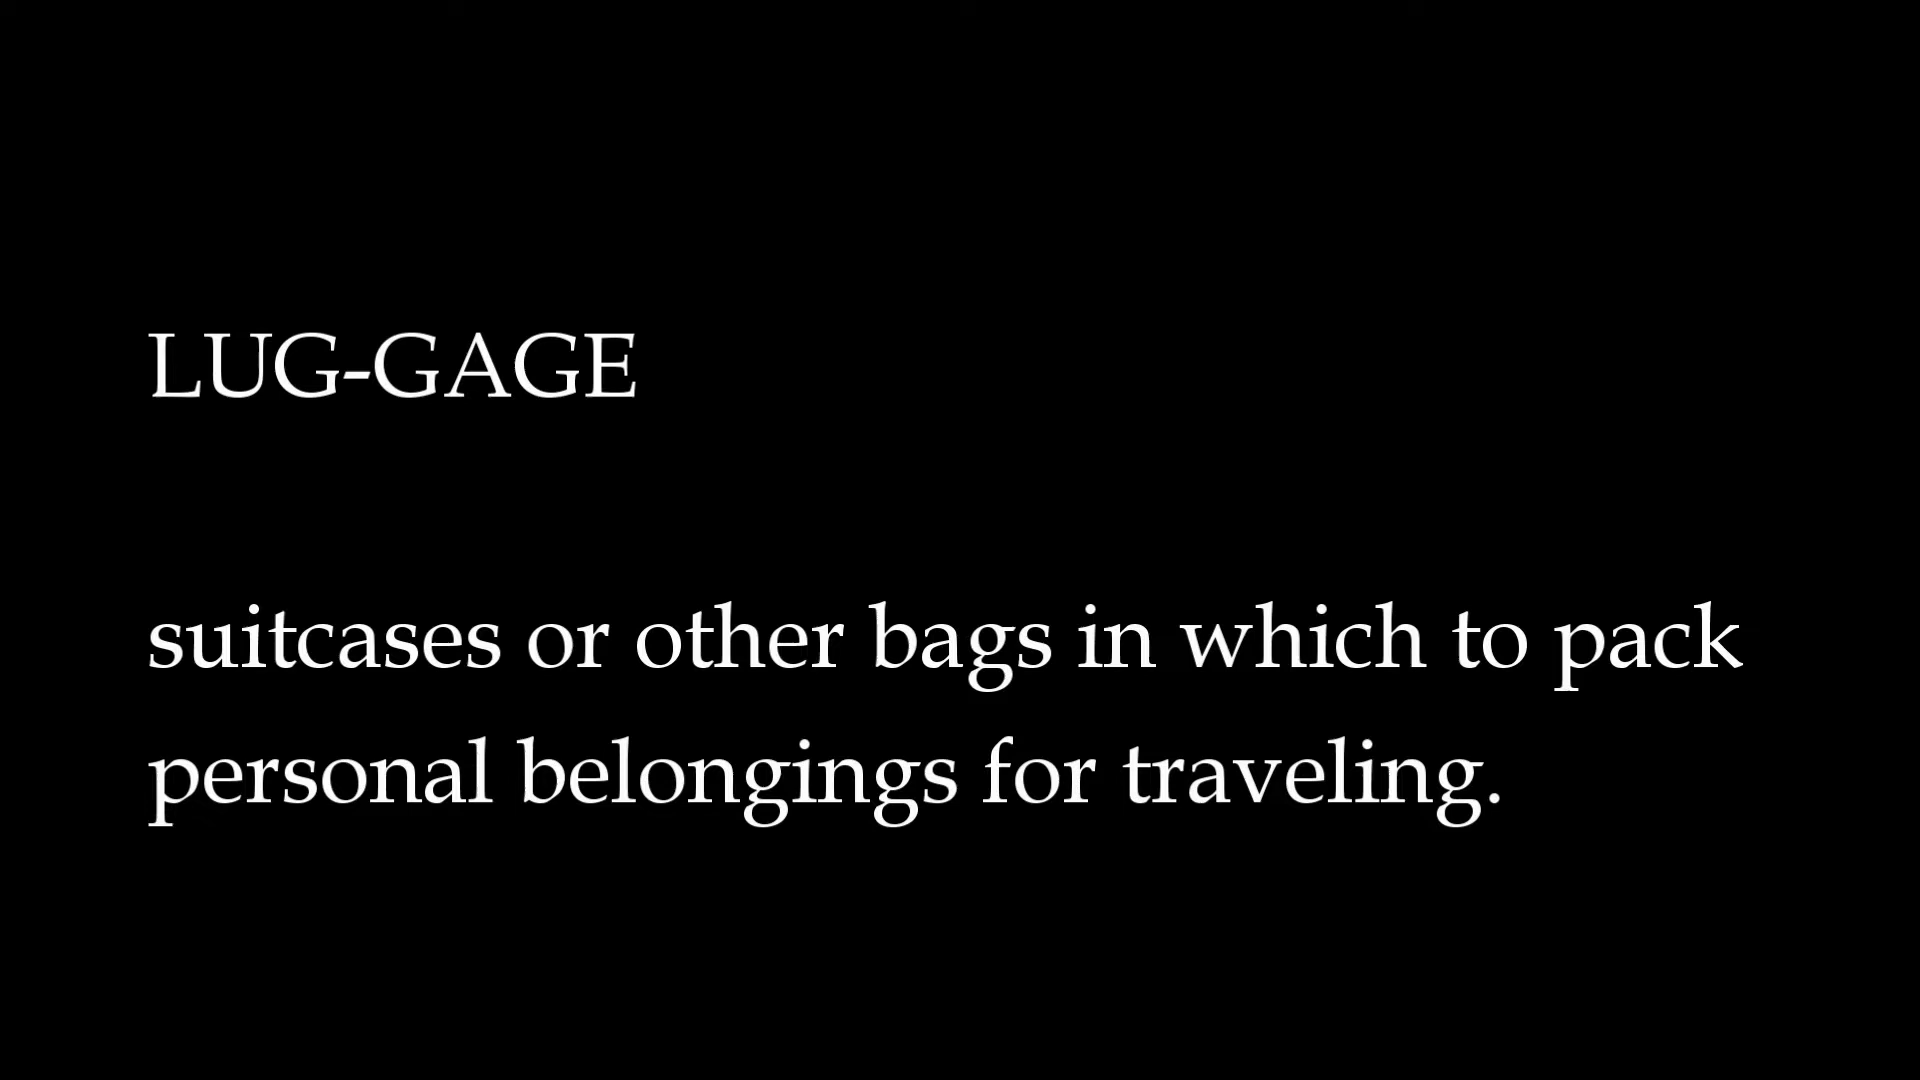 LUG-GAGE
suitcases or other bags in which to pack
personal belongings for traveling.